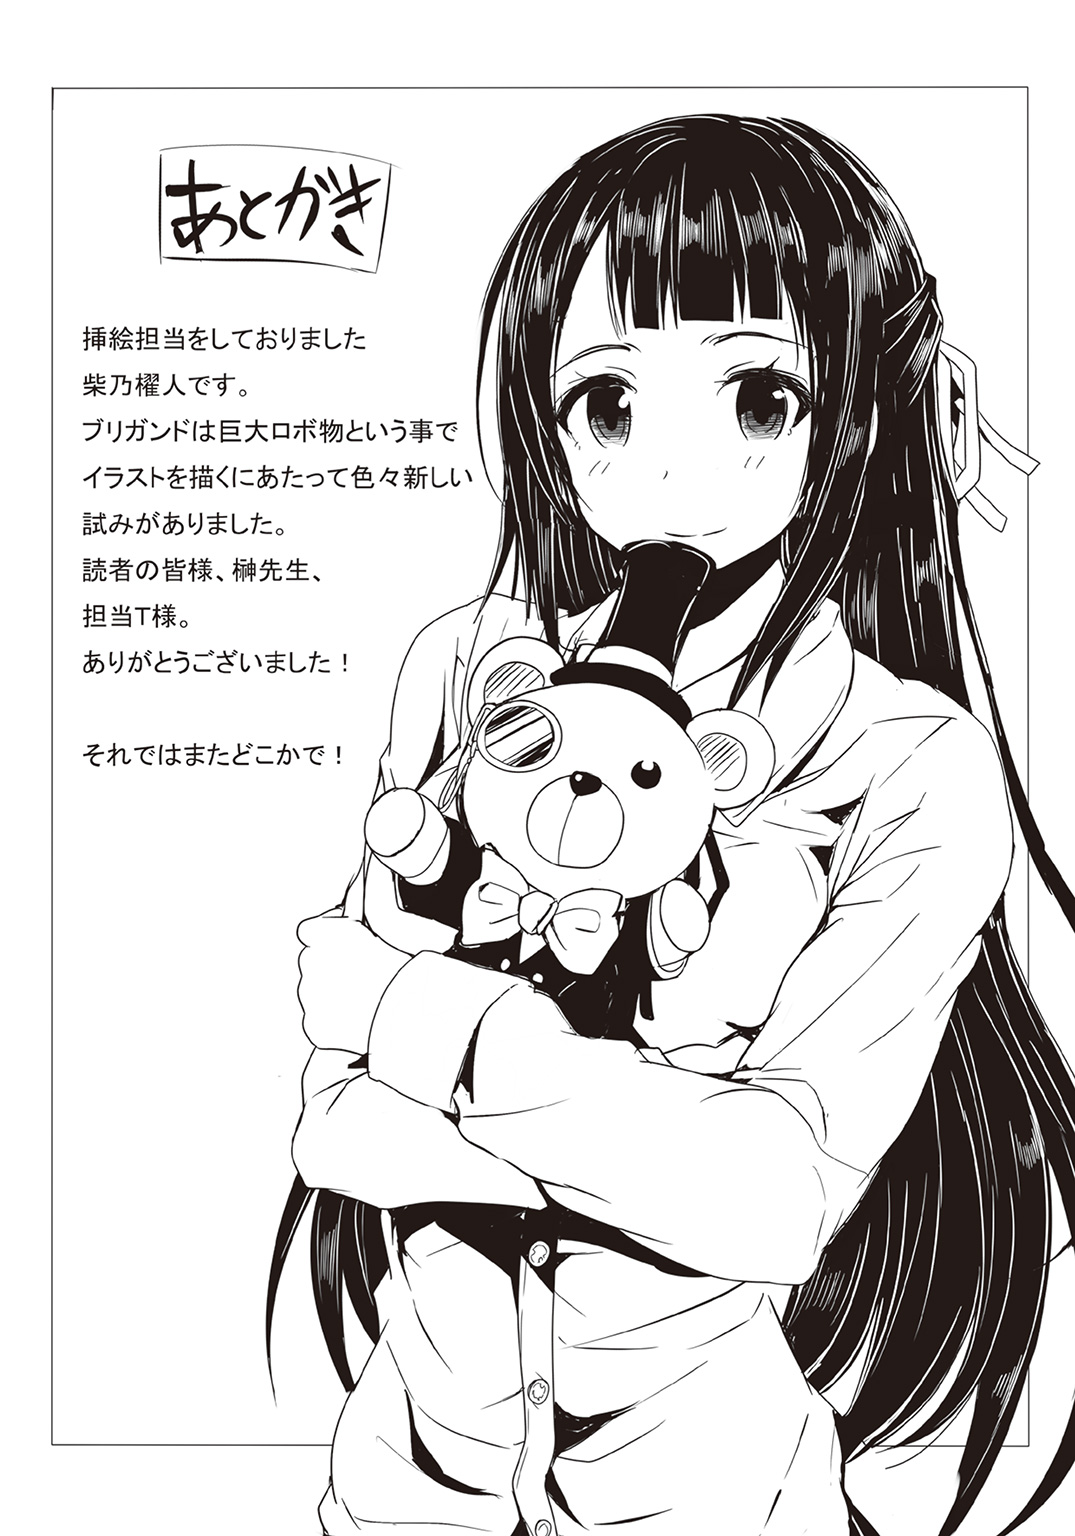 あとがき
挿絵担当をしておりました
柴乃櫂人です。
ブリガンドは巨大ロボ物という事で
イラストを描くにあたって色々新しい
試みがありました。
読者の皆様、榊先生、
担当T様。
ありがとうございました！
それではまたどこかで！